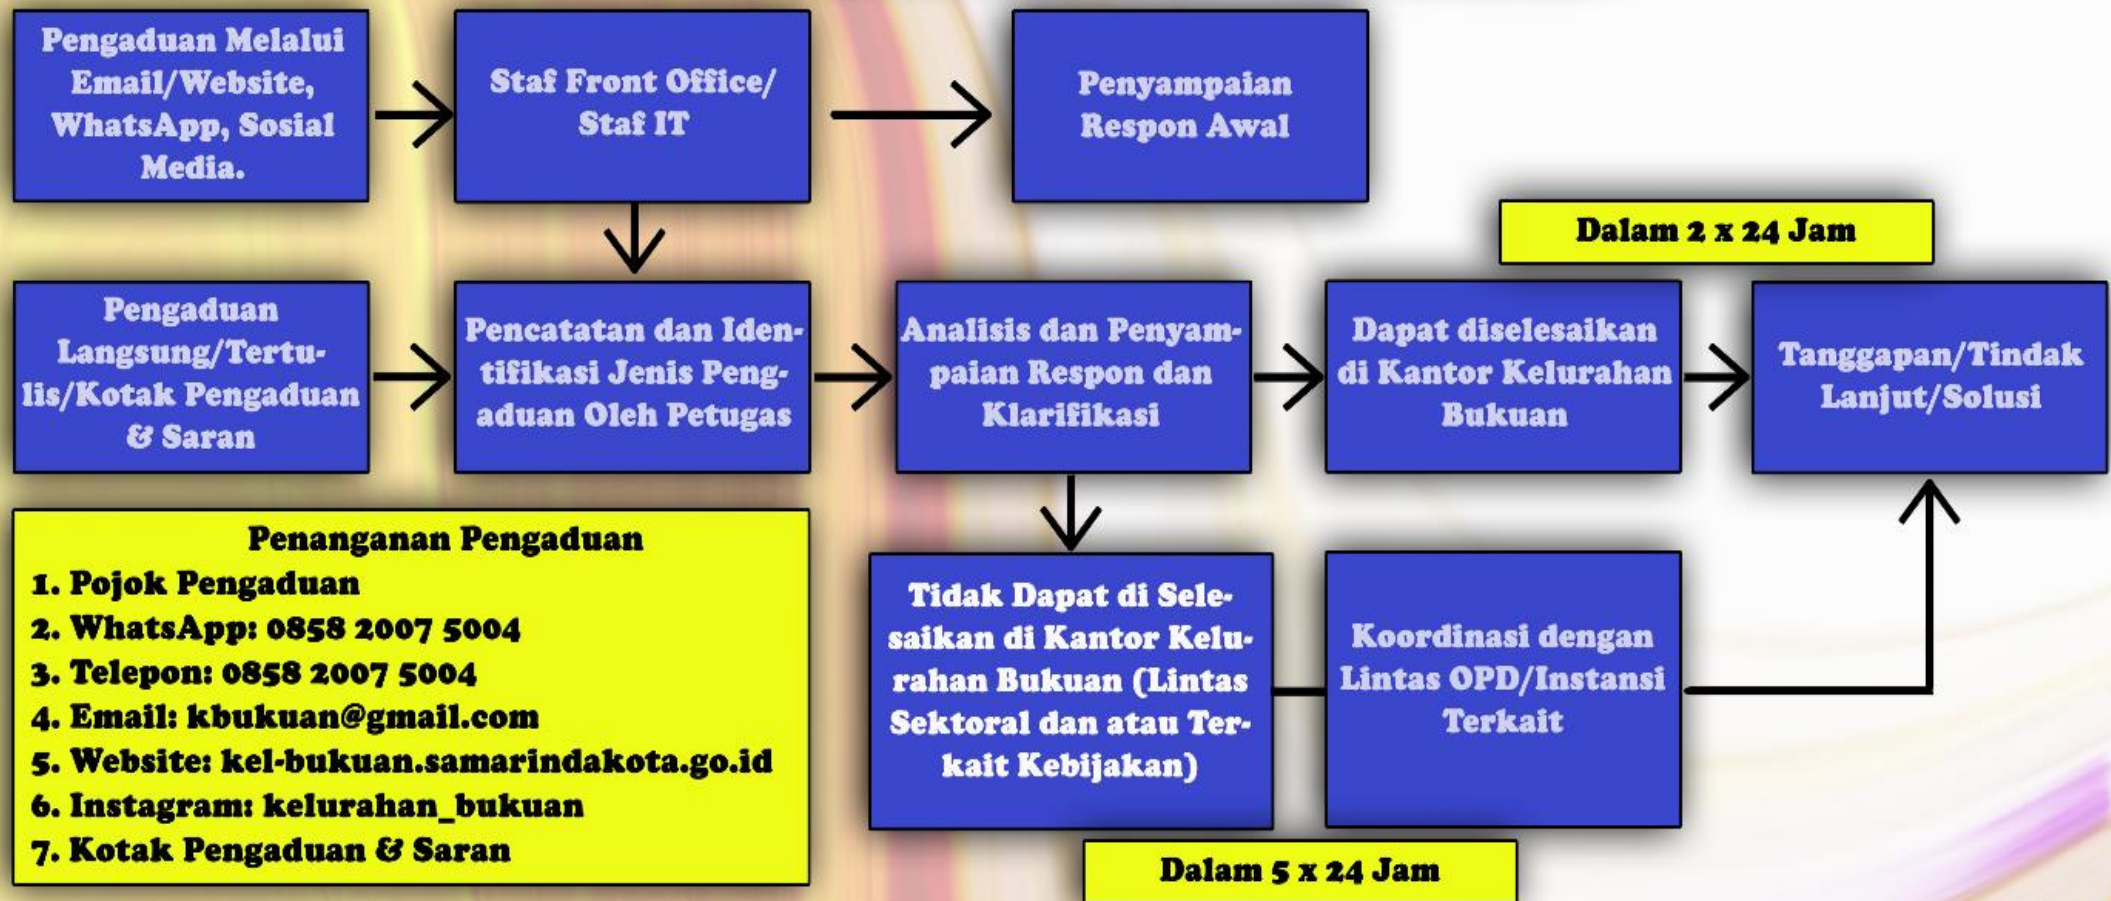 Pengaduan Melalui
Email/Website,
WhatsApp, Sosial
Media.
Staf Front Office/
Staf IT
Penyampaian
Respon Awal
Dalam 2 x 24 Jam
Pengaduan
Langsung/Tertu-
lis/Kotak Pengaduan
& Saran
Pencatatan dan Iden-
tifikasi Jenis Peng-
aduan Oleh Petugas
Analisis dan Penyam-
paian Respon dan
Klarifikasi
Dapat diselesaikan
di Kantor Kelurahan
Bukuan
Tanggapan/Tindak
Lanjut/Solusi
Penanganan Pengaduan
1. Pojok Pengaduan
2. WhatsApp: 0858 2007 5004
3. Telepon: 0858 2007 5004
4. Email: kbukuan@gmail.com
5. Website: kel-bukuan.samarindakota.go.id
6. Instagram: kelurahan_bukuan
7. Kotak Pengaduan & Saran
Tidak Dapat di Sele-
saikan di Kantor Kelu-
rahan Bukuan (Lintas
Sektoral dan atau Ter-
kait Kebijakan)
Koordinasi dengan
Lintas OPD/Instansi
Terkait
Dalam 5 x 24 Jam